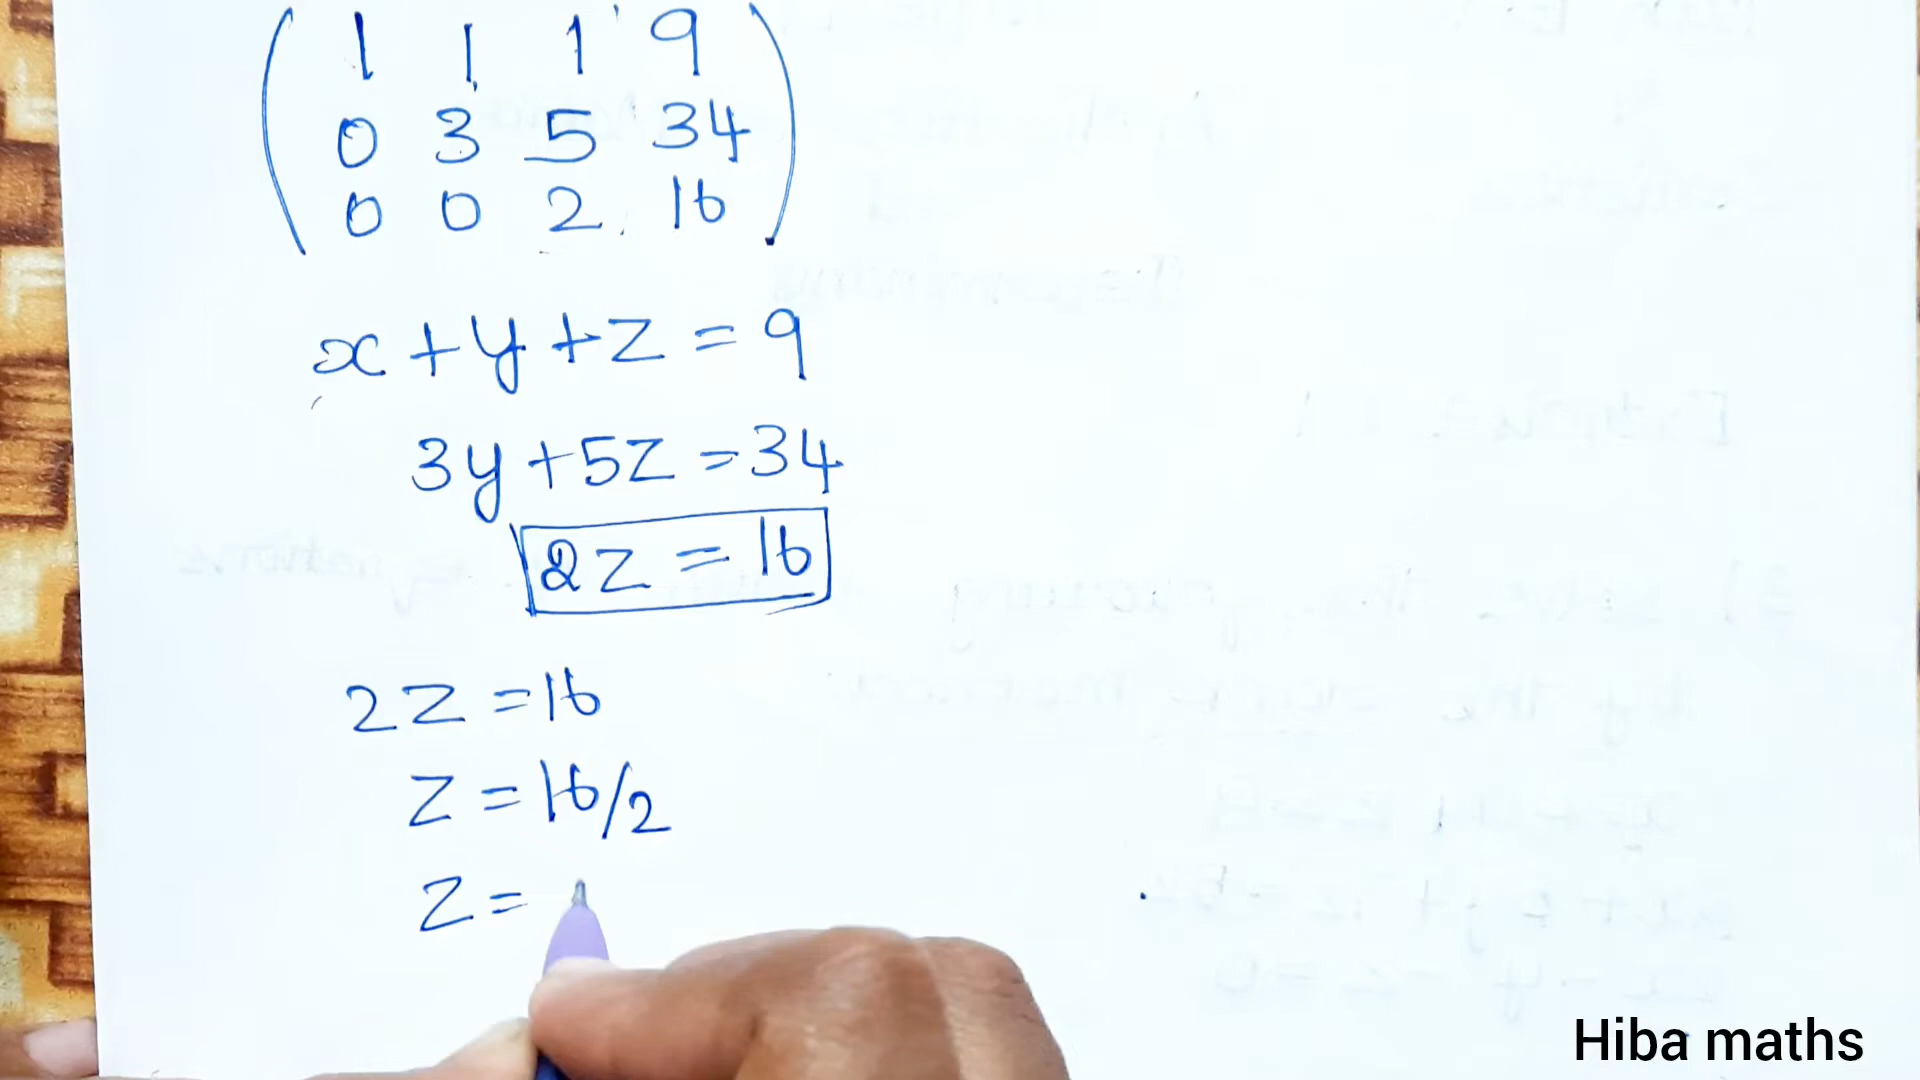 1 1 1 9
0 3 5 34
0 0 2 16
x + y + z = 9
3y + 5z = 34
2z = 16
2z = 16
z = 16/2
z =
Hiba maths